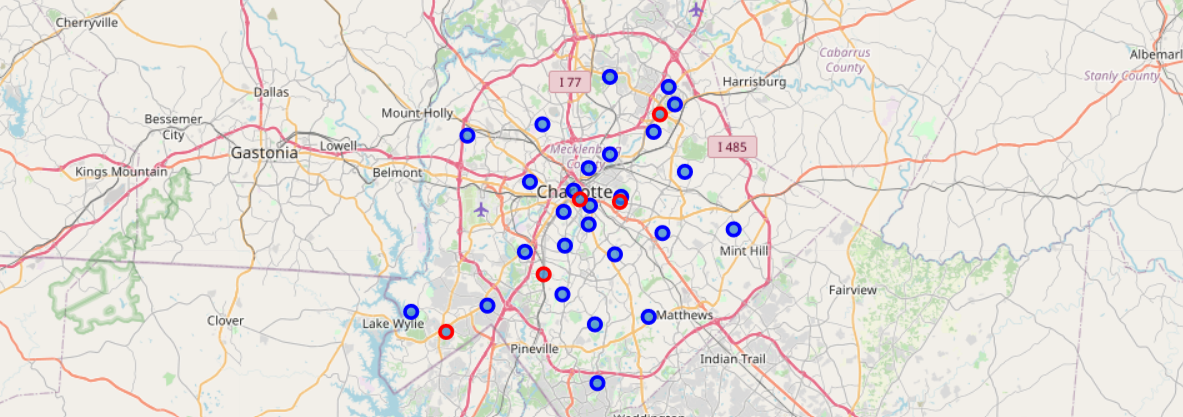 Cherryville
Cabarrus
County
Albemarl
Stanly County
I 77
Harrisburg
Dallas
Mount Holly
Bessemer
City
Gastonia
Lowell
Mecklenburg
I 485
Kings Mountain
Belmont
Charlotte
Mint Hill
Fairview
Clover
Lake Wylie
Matthews
Pineville
Indian Trail